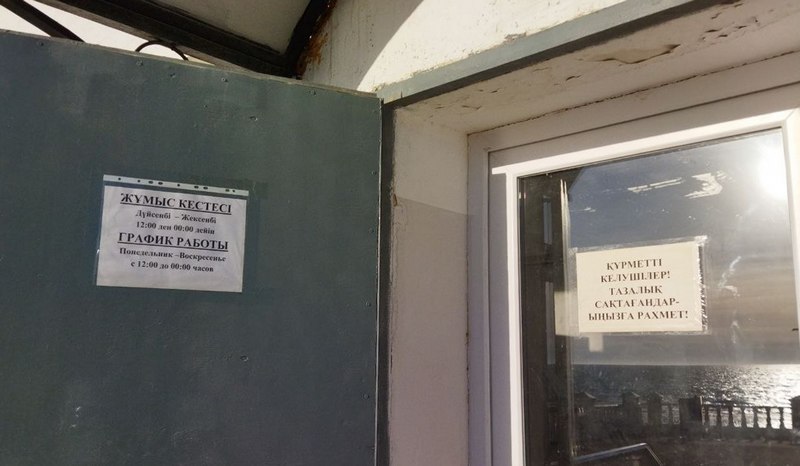 ЖҰМЫС КЕСТЕСІ
Дүйсенбі – Жексенбі
12:00 ден 00:00 дейін
ГРАФИК РАБОТЫ
Понедельник –Воскресенье
с 12:00 до 00:00 часов
ҚҰРМЕТТІ
КЕЛУШІЛЕР!
ТАЗАЛЫҚ
САҚТАҒАНДАР-
ЫҢЫЗҒА РАХМЕТ!